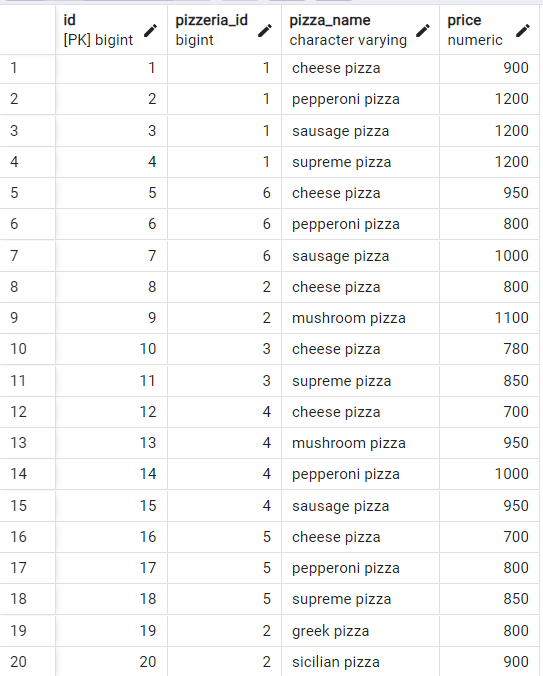 id pizzeria_id pizza_name price
[PK] bigint bigint character varying numeric
1 1 1 cheese pizza 900
2 2 1 pepperoni pizza 1200
3 3 1 sausage pizza 1200
4 4 1 supreme pizza 1200
5 5 6 cheese pizza 950
6 6 6 pepperoni pizza 800
7 7 6 sausage pizza 1000
8 8 2 cheese pizza 800
9 9 2 mushroom pizza 1100
10 10 3 cheese pizza 780
11 11 3 supreme pizza 850
12 12 4 cheese pizza 700
13 13 4 mushroom pizza 950
14 14 4 pepperoni pizza 1000
15 15 4 sausage pizza 950
16 16 5 cheese pizza 700
17 17 5 pepperoni pizza 800
18 18 5 supreme pizza 850
19 19 2 greek pizza 800
20 20 2 sicilian pizza 900